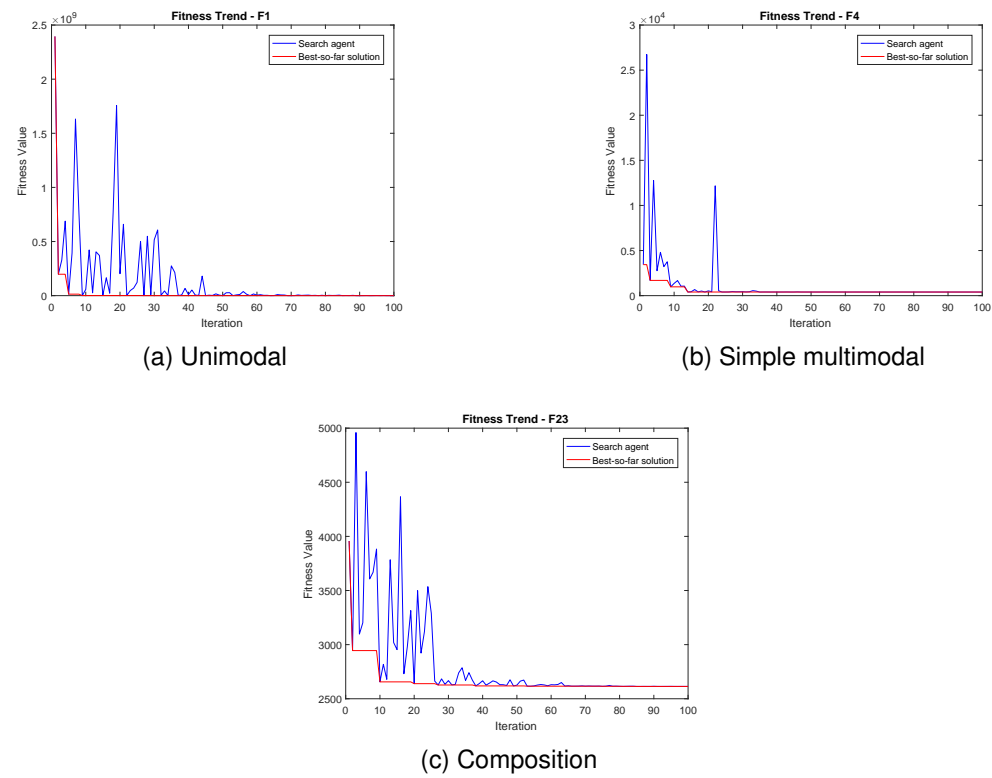 Fitness Trend - F1
×10^9
2.5
2
1.5
1
0.5
0
Fitness Value
Search agent
Best-so-far solution
0 10 20 30 40 50 60 70 80 90 100
Iteration
(a) Unimodal
Fitness Trend - F4
×10^4
3
2.5
2
1.5
1
0.5
0
Fitness Value
Search agent
Best-so-far solution
0 10 20 30 40 50 60 70 80 90 100
Iteration
(b) Simple multimodal
Fitness Trend - F23
5000
4500
4000
3500
3000
2500
Fitness Value
Search agent
Best-so-far solution
0 10 20 30 40 50 60 70 80 90 100
Iteration
(c) Composition